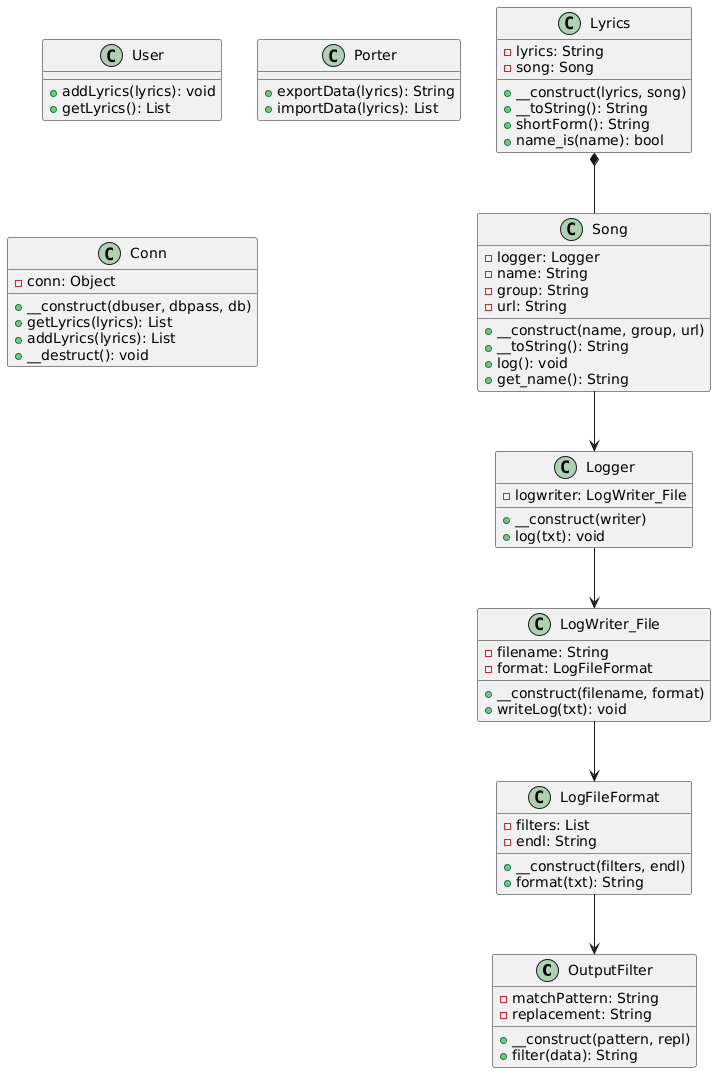 C User
addLyrics(lyrics): void
getLyrics(): List
C Porter
exportData(lyrics): String
importData(lyrics): List
C Lyrics
lyrics: String
song: Song
__construct(lyrics, song)
__toString(): String
shortForm(): String
name_is(name): bool
C Conn
conn: Object
__construct(dbuser, dbpass, db)
getLyrics(lyrics): List
addLyrics(lyrics): List
__destruct(): void
C Song
logger: Logger
name: String
group: String
url: String
__construct(name, group, url)
__toString(): String
log(): void
get_name(): String
C Logger
logwriter: LogWriter_File
__construct(writer)
log(txt): void
C LogWriter_File
filename: String
format: LogFileFormat
__construct(filename, format)
writeLog(txt): void
C LogFileFormat
filters: List
endl: String
__construct(filters, endl)
format(txt): String
C OutputFilter
matchPattern: String
replacement: String
__construct(pattern, repl)
filter(data): String